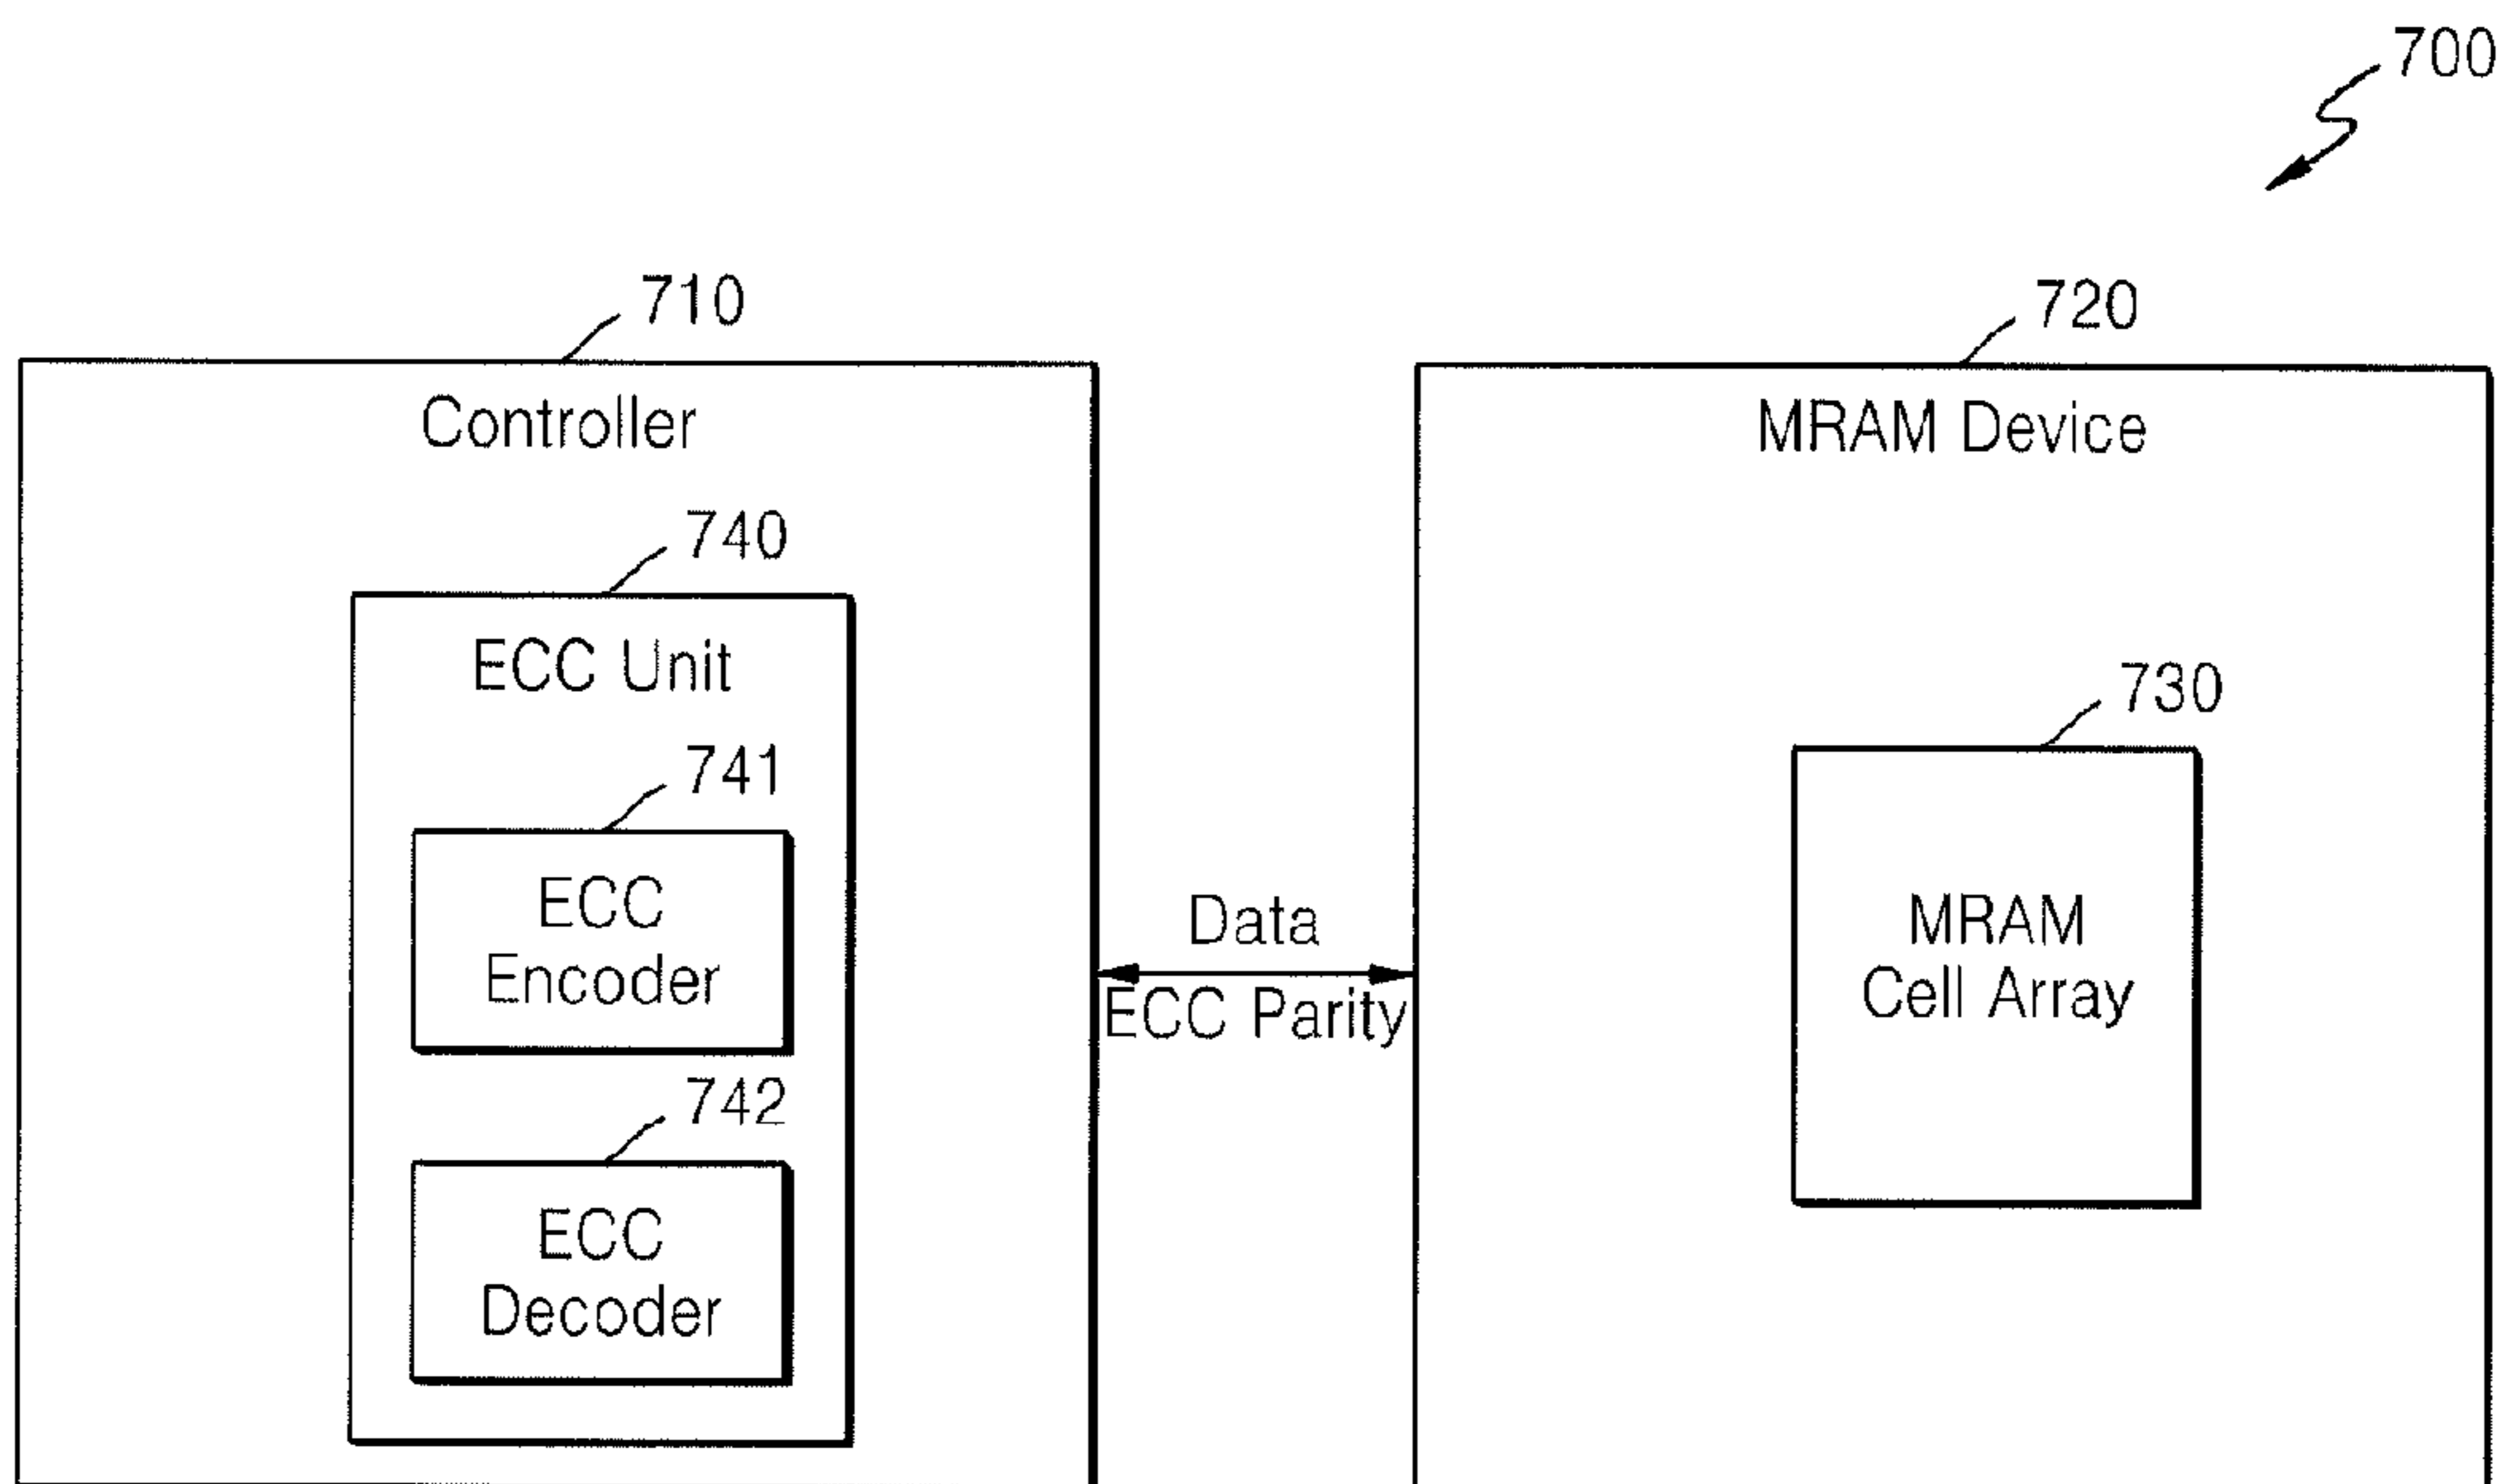 700
710
Controller
740
ECC Unit
741
ECC
Encoder
742
ECC
Decoder
Data
ECC Parity
720
MRAM Device
730
MRAM
Cell Array